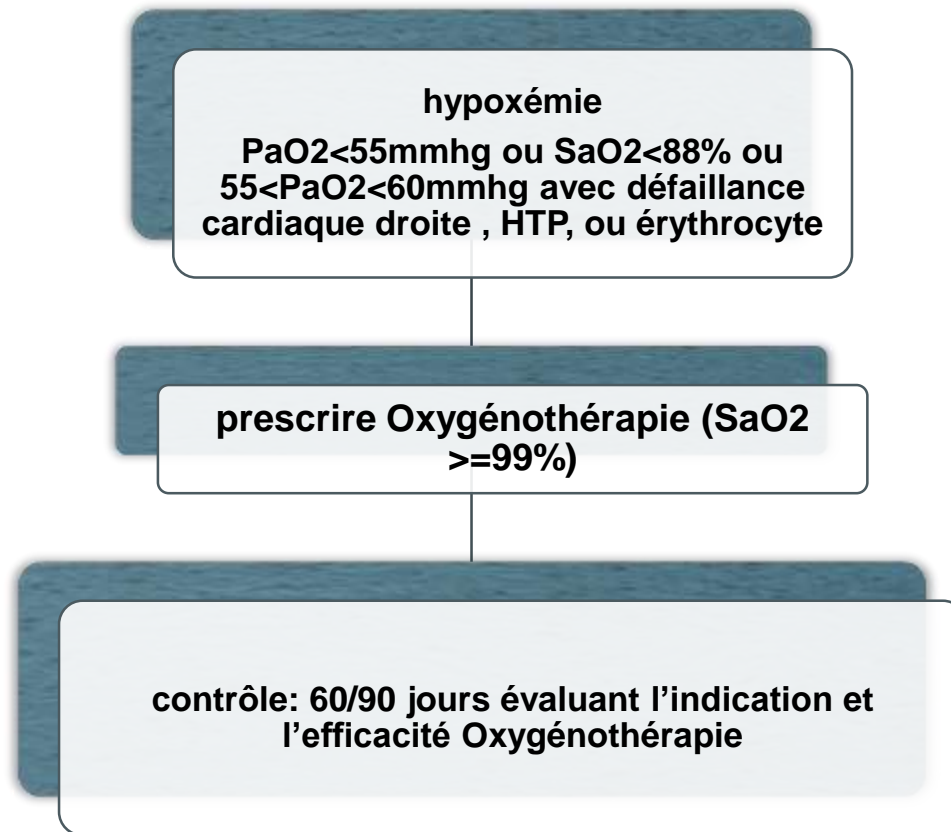 hypoxémie
PaO2<55mmhg ou SaO2<88% ou
55<PaO2<60mmhg avec défaillance
cardiaque droite , HTP, ou érythrocyte
prescrire Oxygénothérapie (SaO2
>=99%)
contrôle: 60/90 jours évaluant l’indication et
l’efficacité Oxygénothérapie